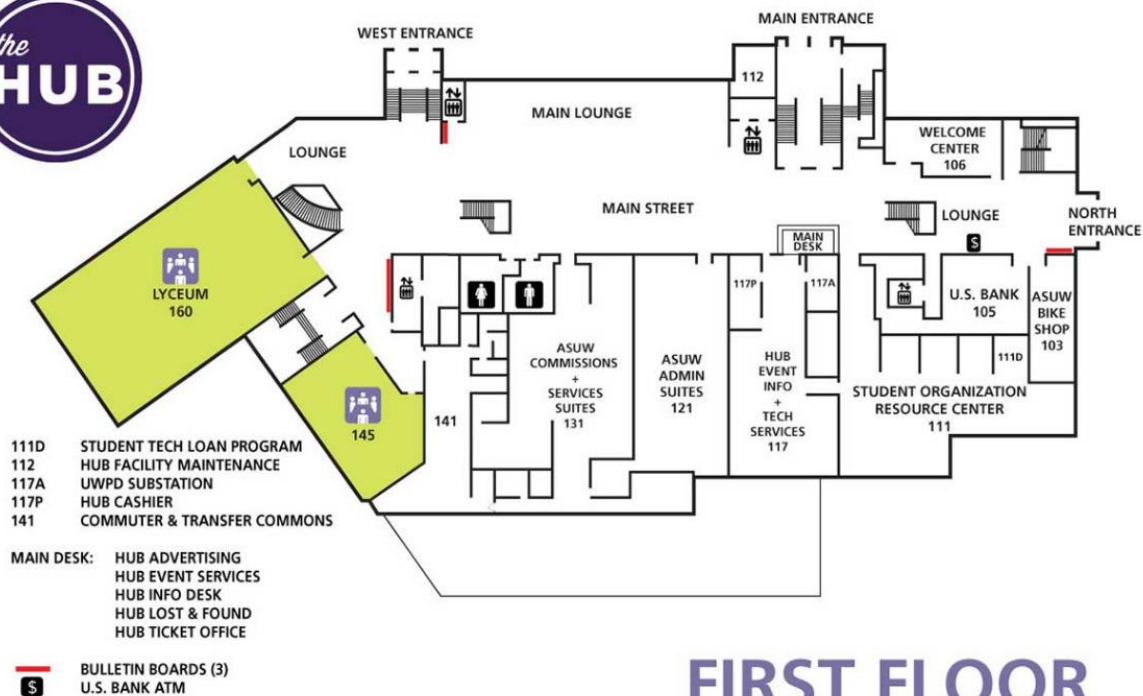 the
HUB
WEST ENTRANCE
MAIN ENTRANCE
112
MAIN LOUNGE
WELCOME
CENTER
106
LOUNGE
MAIN STREET
LOUNGE
NORTH
ENTRANCE
MAIN
DESK
$
LYCEUM
160
117P
117A
U.S. BANK
105
ASUW
BIKE
SHOP
103
ASUW
COMMISSIONS
+
SERVICES
SUITES
131
ASUW
ADMIN
SUITES
121
HUB
EVENT
INFO
+
TECH
SERVICES
117
111D
STUDENT ORGANIZATION
RESOURCE CENTER
111
145
141
111D STUDENT TECH LOAN PROGRAM
112 HUB FACILITY MAINTENANCE
117A UWPD SUBSTATION
117P HUB CASHIER
141 COMMUTER & TRANSFER COMMONS
MAIN DESK: HUB ADVERTISING
HUB EVENT SERVICES
HUB INFO DESK
HUB LOST & FOUND
HUB TICKET OFFICE
BULLETIN BOARDS (3)
$ U.S. BANK ATM
FIRST FLOOR